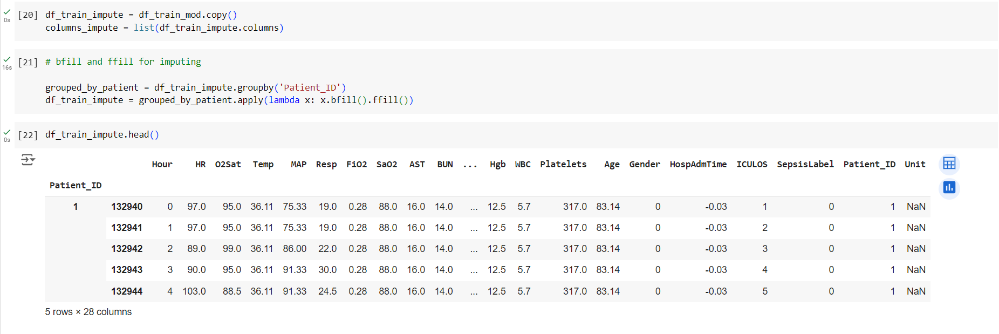 [20] df_train_impute = df_train_mod.copy()
0s
columns_impute = list(df_train_impute.columns)
[21] # bfill and ffill for imputing
16s
grouped_by_patient = df_train_impute.groupby('Patient_ID')
df_train_impute = grouped_by_patient.apply(lambda x: x.bfill().ffill())
[22] df_train_impute.head()
0s
Hour HR O2Sat Temp MAP Resp FiO2 SaO2 AST BUN ... Hgb WBC Platelets Age Gender HospAdmTime ICULOS SepsisLabel Patient_ID Unit
Patient_ID
1 132940 0 97.0 95.0 36.11 75.33 19.0 0.28 88.0 16.0 14.0 ... 12.5 5.7 317.0 83.14 0 -0.03 1 0 1 NaN
132941 1 97.0 95.0 36.11 75.33 19.0 0.28 88.0 16.0 14.0 ... 12.5 5.7 317.0 83.14 0 -0.03 2 0 1 NaN
132942 2 89.0 99.0 36.11 86.00 22.0 0.28 88.0 16.0 14.0 ... 12.5 5.7 317.0 83.14 0 -0.03 3 0 1 NaN
132943 3 90.0 95.0 36.11 91.33 30.0 0.28 88.0 16.0 14.0 ... 12.5 5.7 317.0 83.14 0 -0.03 4 0 1 NaN
132944 4 103.0 88.5 36.11 91.33 24.5 0.28 88.0 16.0 14.0 ... 12.5 5.7 317.0 83.14 0 -0.03 5 0 1 NaN
5 rows × 28 columns